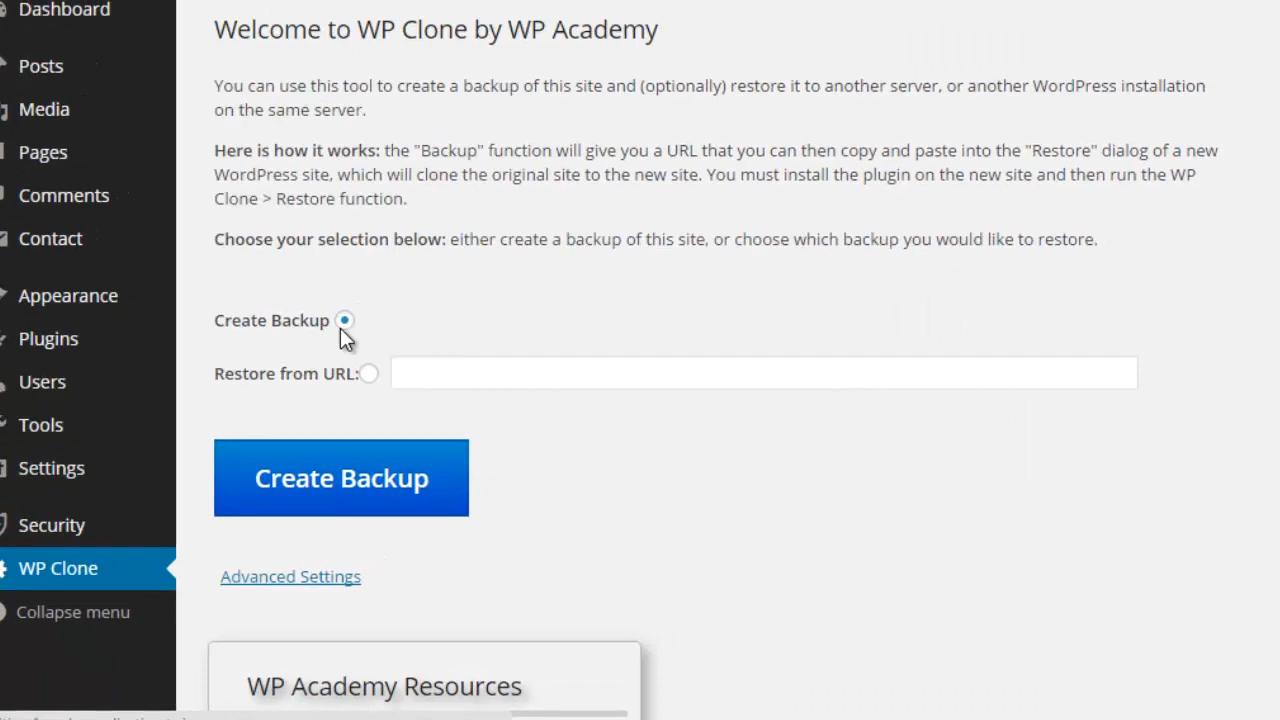 Dashboard
Posts
Media
Pages
Comments
Contact
Appearance
Plugins
Users
Tools
Settings
Security
WP Clone
Collapse menu
Welcome to WP Clone by WP Academy
You can use this tool to create a backup of this site and (optionally) restore it to another server, or another WordPress installation
on the same server.
Here is how it works: the "Backup" function will give you a URL that you can then copy and paste into the "Restore" dialog of a new
WordPress site, which will clone the original site to the new site. You must install the plugin on the new site and then run the WP
Clone > Restore function.
Choose your selection below: either create a backup of this site, or choose which backup you would like to restore.
Create Backup
Restore from URL:
Create Backup
Advanced Settings
WP Academy Resources